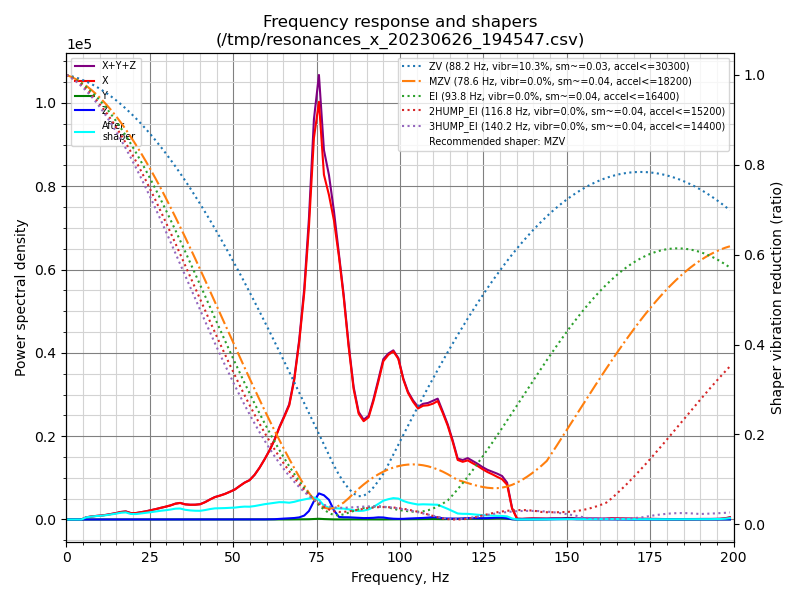 Frequency response and shapers
(/tmp/resonances_x_20230626_194547.csv)
1e5
X+Y+Z
X
Y
Z
After
shaper
ZV (88.2 Hz, vibr=10.3%, sm~=0.03, accel<=30300)
MZV (78.6 Hz, vibr=0.0%, sm~=0.04, accel<=18200)
EI (93.8 Hz, vibr=0.0%, sm~=0.04, accel<=16400)
2HUMP_EI (116.8 Hz, vibr=0.0%, sm~=0.04, accel<=15200)
3HUMP_EI (140.2 Hz, vibr=0.0%, sm~=0.04, accel<=14400)
Recommended shaper: MZV
1.0
0.8
0.6
0.4
0.2
0.0
Power spectral density
1.0
0.8
0.6
0.4
0.2
0.0
Shaper vibration reduction (ratio)
0 25 50 75 100 125 150 175 200
Frequency, Hz